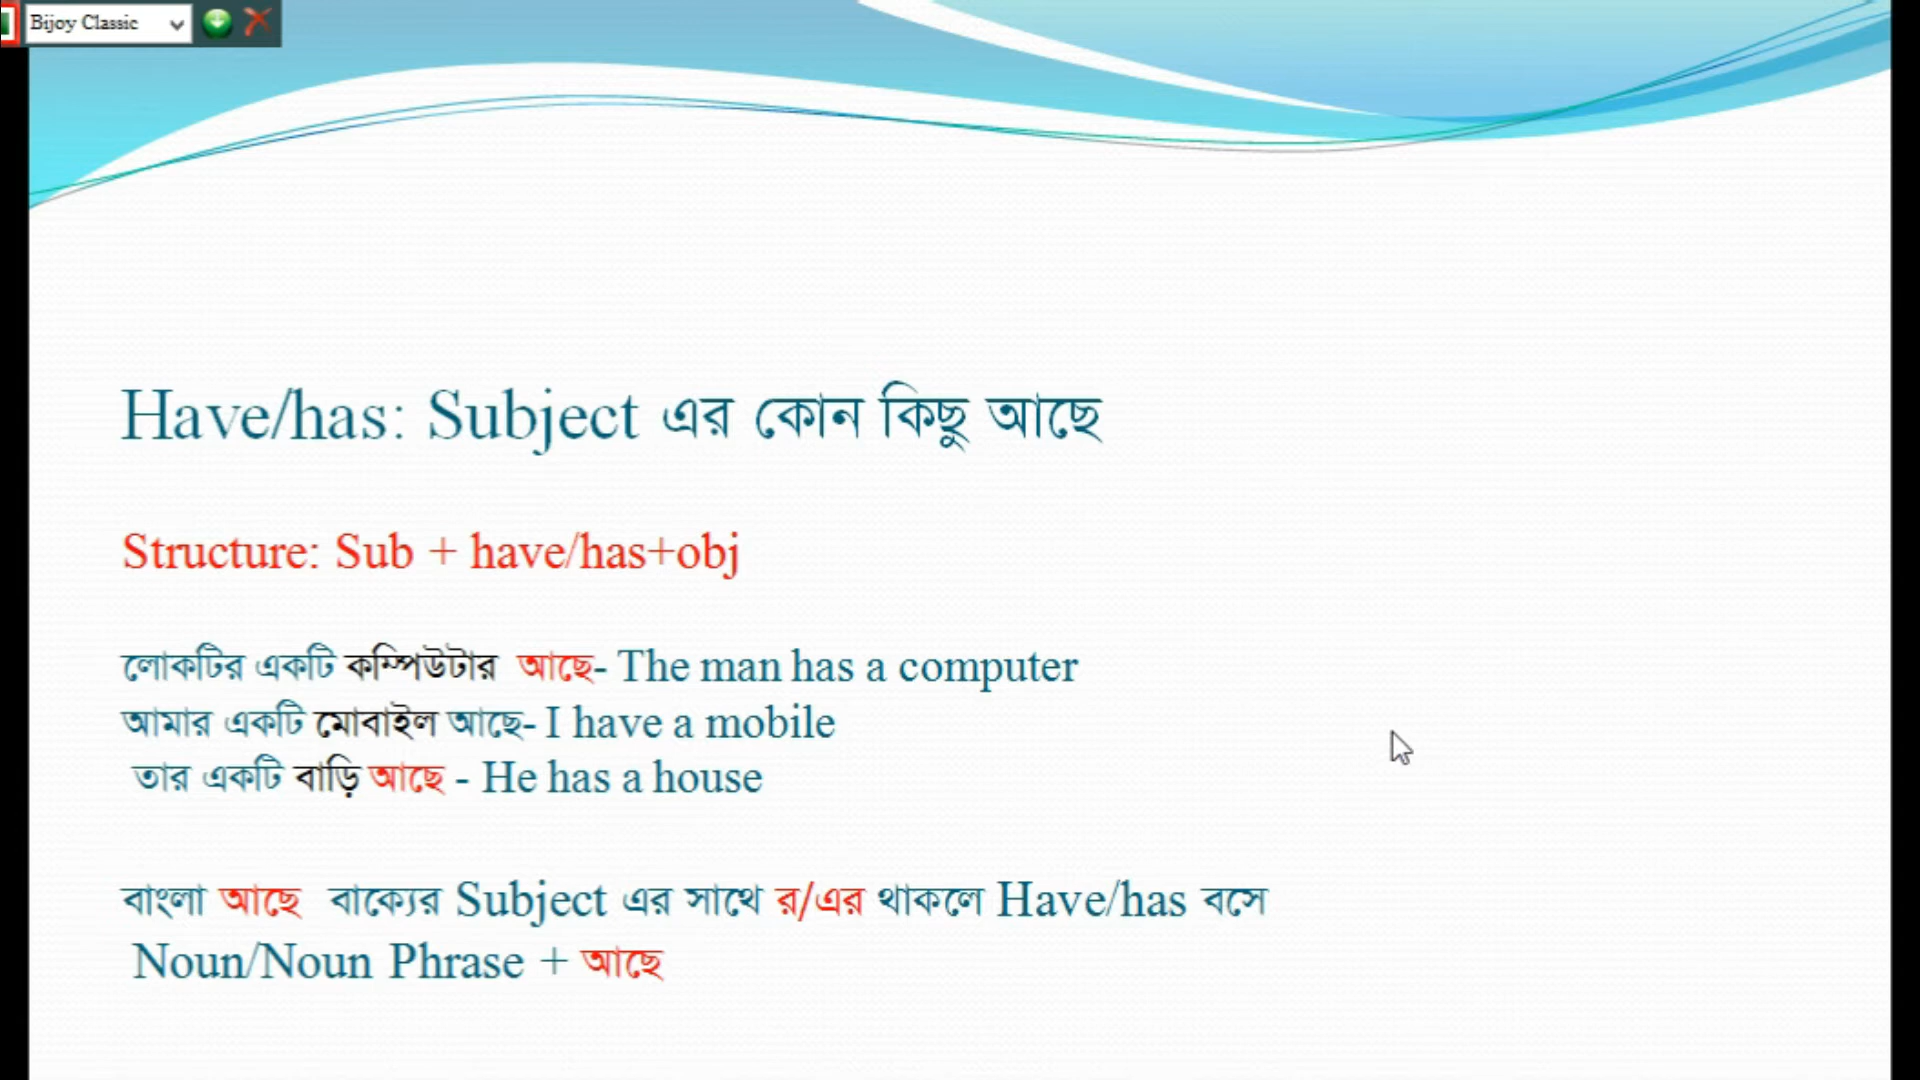 Bijoy Classic
Have/has: Subject এর কোন কিছু আছে
Structure: Sub + have/has+obj
লোকটির একটি কম্পিউটার আছে- The man has a computer
আমার একটি মোবাইল আছে- I have a mobile
তার একটি বাড়ি আছে - He has a house
বাংলা আছে বাক্যের Subject এর সাথে র/এর থাকলে Have/has বসে
Noun/Noun Phrase + আছে